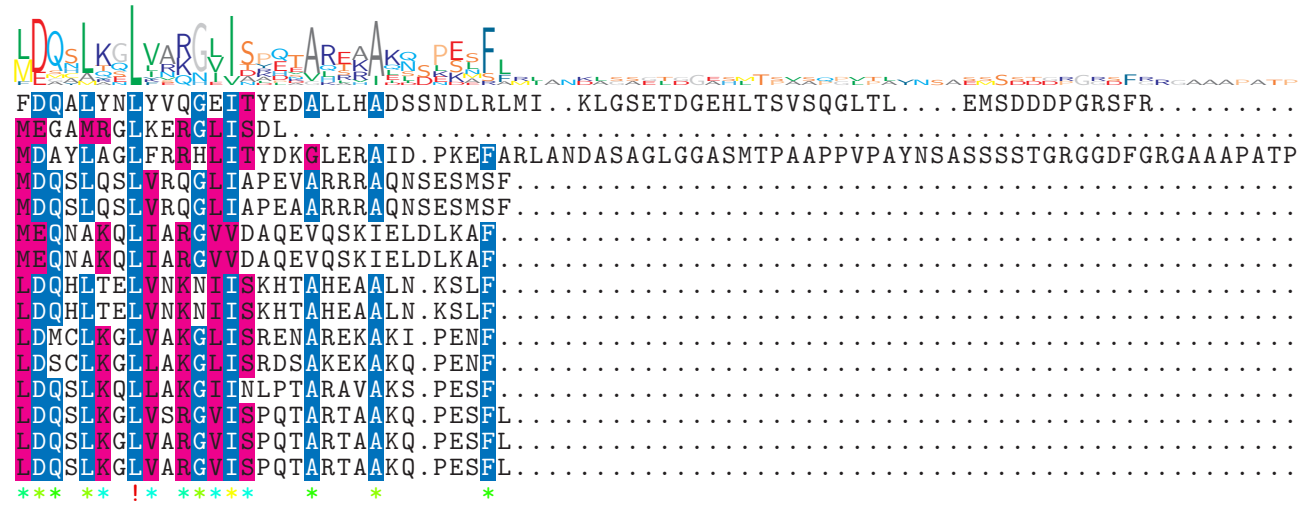 FDQALYNLYVQGEITYEDALLHADSSNDLRLMI..KLGSETDGEHLTSVSQGLTL....EMSDDDPGRSFR.........
MEGAMRGLKERGLISDL...............................................................
MDAYLAGLFRRHLITYDKGLERAID.PKEFARLANDASAGLGGASMTPAAPPVPAYNSASSSSTGRGGDFGRGAAAPATP
MDQSLQSLVRQGLIAPEVARRRAQNSESMSF.................................................
MDQSLQSLVRQGLIAPEAARRRAQNSESMSF.................................................
MEQNAKQLIARGVVDAQEVQSKIELDLKAF..................................................
MEQNAKQLIARGVVDAQEVQSKIELDLKAF..................................................
LDQHLTELVNKNIISKHTAHEAALN.KSLF..................................................
LDQHLTELVNKNIISKHTAHEAALN.KSLF..................................................
LDMCLKGLVAKGLISRENAREKAKI.PENF..................................................
LDSCLKGLLAKGLISRDSAKEKAKQ.PENF..................................................
LDQSLKQLLAKGIINLPTARAVAKS.PESF..................................................
LDQSLKGLVSRGVISPQTARTAAKQ.PESFL.................................................
LDQSLKGLVARGVISPQTARTAAKQ.PESFL.................................................
LDQSLKGLVARGVISPQTARTAAKQ.PESFL.................................................
*** ** !* *****   *   *      *